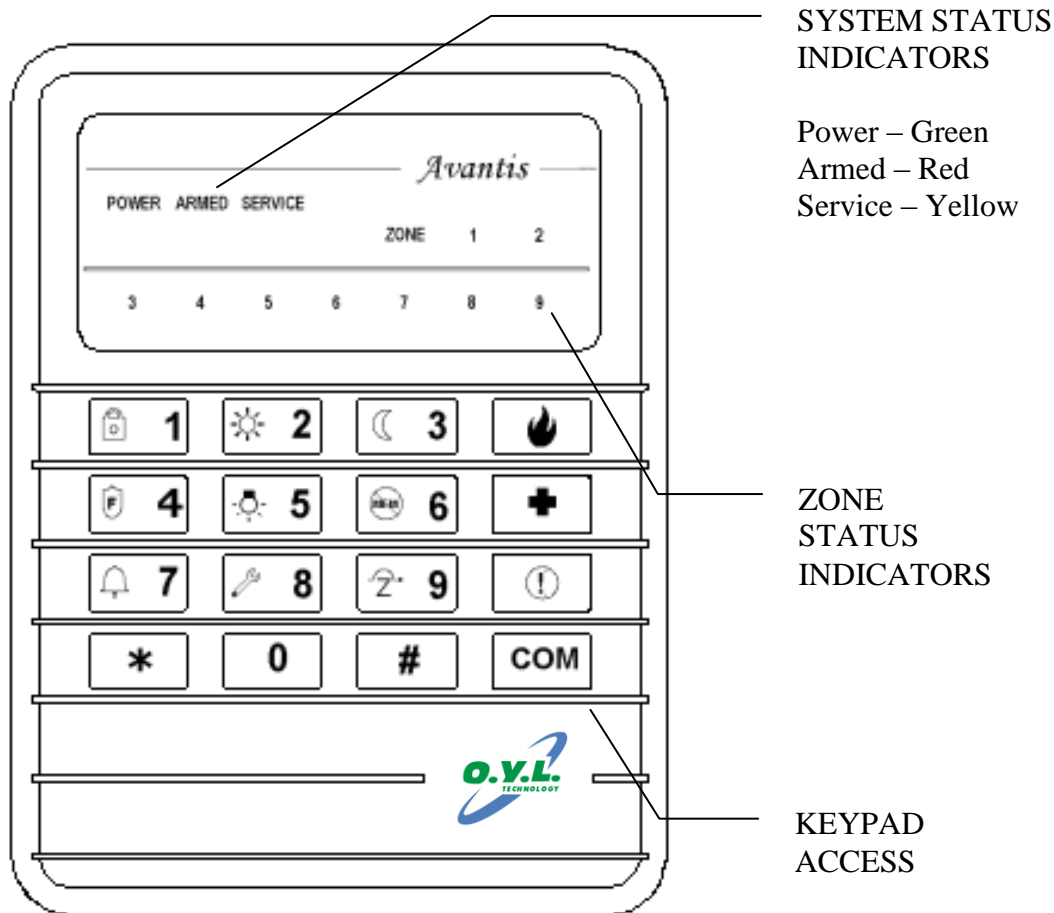 SYSTEM STATUS
INDICATORS
Power – Green
Armed – Red
Service – Yellow
Avantis
POWER ARMED SERVICE
ZONE 1 2
3 4 5 6 7 8 9
1 2 3
F 4 5 6
7 8 Z 9
* 0 # COM
ZONE
STATUS
INDICATORS
O.Y.L.
TECHNOLOGY
KEYPAD
ACCESS